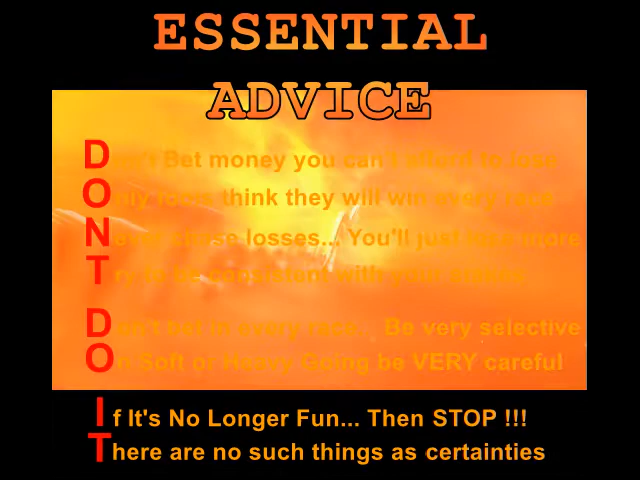 ESSENTIAL
ADVICE
Don't Bet money you can't afford to lose
Only fools think they will win every race
Never chase losses... You'll just lose more
Try to be consistent with your stakes
Don't bet in every race... Be very selective
On Soft or Heavy Going be VERY careful
If It's No Longer Fun... Then STOP !!!
There are no such things as certainties